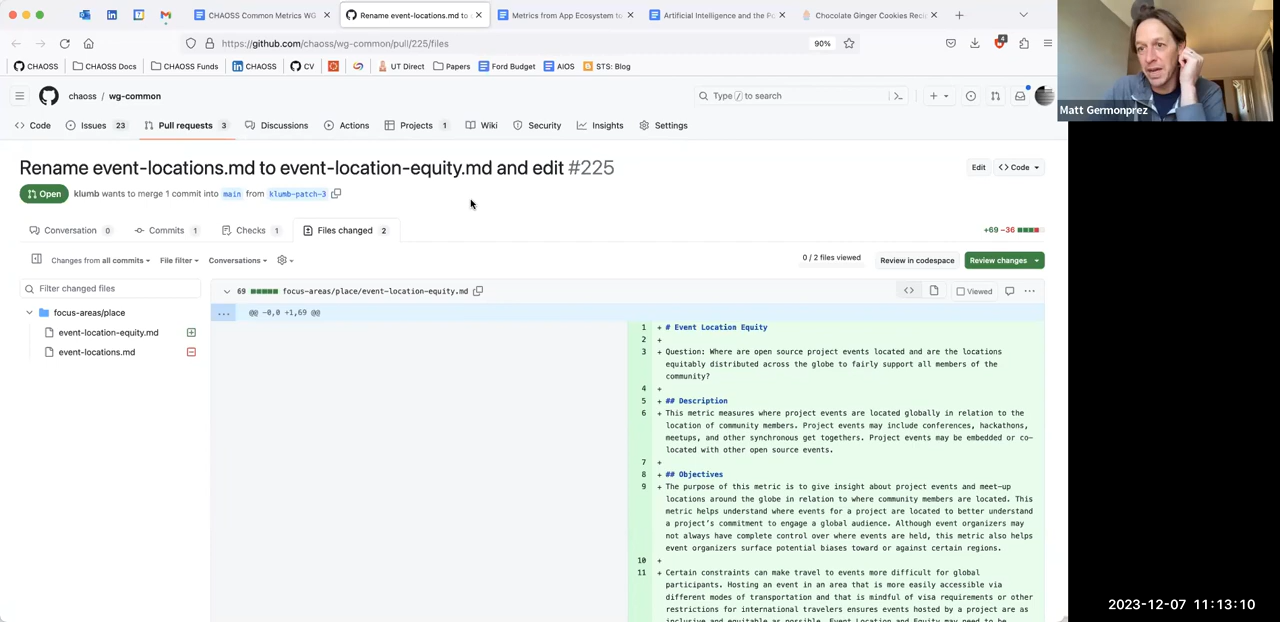 CHAOSS Common Metrics WG
Rename event-locations.md to
Metrics from App Ecosystem to
Artificial Intelligence and the Po
Chocolate Ginger Cookies Reci
https://github.com/chaoss/wg-common/pull/225/files
90%
4
CHAOSS
CHAOSS Docs
CHAOSS Funds
CHAOSS
CV
UT Direct
Papers
Ford Budget
AIOS
STS: Blog
Matt Germonprez
chaoss / wg-common
Type / to search
Code
Issues 23
Pull requests 3
Discussions
Actions
Projects 1
Wiki
Security
Insights
Settings
Rename event-locations.md to event-location-equity.md and edit #225
Edit
<> Code
Open
klumb wants to merge 1 commit into main from klumb-patch-3
Conversation 0
Commits 1
Checks 1
Files changed 2
+69 −36
Changes from all commits
File filter
Conversations
0 / 2 files viewed
Review in codespace
Review changes
Filter changed files
focus-areas/place
event-location-equity.md
event-locations.md
69 focus-areas/place/event-location-equity.md
Viewed
... @@ -0,0 +1,69 @@
1 + # Event Location Equity
2 +
3 + Question: Where are open source project events located and are the locations
equitably distributed across the globe to fairly support all members of the
community?
4 +
5 + ## Description
6 + This metric measures where project events are located globally in relation to the
location of community members. Project events may include conferences, hackathons,
meetups, and other synchronous get togethers. Project events may be embedded or co-
located with other open source events.
7 +
8 + ## Objectives
9 + The purpose of this metric is to give insight about project events and meet-up
locations around the globe in relation to where community members are located. This
metric helps understand where events for a project are located to better understand
a project's commitment to engage a global audience. Although event organizers may
not always have complete control over where events are held, this metric also helps
event organizers surface potential biases toward or against certain regions.
10 +
11 + Certain constraints can make travel to events more difficult for global
participants. Hosting an event in an area that is more easily accessible via
different modes of transportation and that is mindful of visa requirements or other
restrictions for international travelers ensures events hosted by a project are as
inclusive and equitable as possible. Event Location and Equity may need to be
2023-12-07 11:13:10